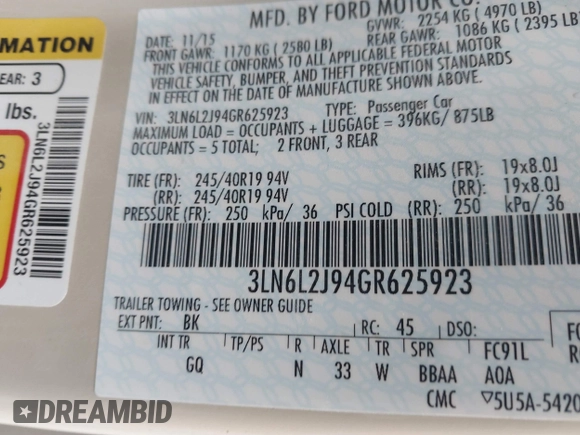 MFD. BY FORD MOTOR CO.
DATE: 11/15 GVWR: 2254 KG (4970 LB)
FRONT GAWR: 1170 KG (2580 LB) REAR GAWR: 1086 KG (2395 LB)
THIS VEHICLE CONFORMS TO ALL APPLICABLE FEDERAL MOTOR
VEHICLE SAFETY, BUMPER, AND THEFT PREVENTION STANDARDS
IN EFFECT ON THE DATE OF MANUFACTURE SHOWN ABOVE.
VIN: 3LN6L2J94GR625923 TYPE: Passenger Car
MAXIMUM LOAD = OCCUPANTS + LUGGAGE = 396KG/ 875LB
OCCUPANTS = 5 TOTAL; 2 FRONT, 3 REAR
TIRE (FR): 245/40R19 94V RIMS (FR): 19x8.0J
(RR): 245/40R19 94V (RR): 19x8.0J
PRESSURE (FR): 250 kPa/ 36 PSI COLD (RR): 250 kPa/ 36
3LN6L2J94GR625923
TRAILER TOWING - SEE OWNER GUIDE
EXT PNT: BK RC: 45 DSO:
INT TR TP/PS R AXLE TR SPR FC91L
GQ N 33 W BBAA A0A
CMC ▽5U5A-5420
RMATION
EAR: 3
lbs.
3LN6L2J94GR625923
DREAMBID